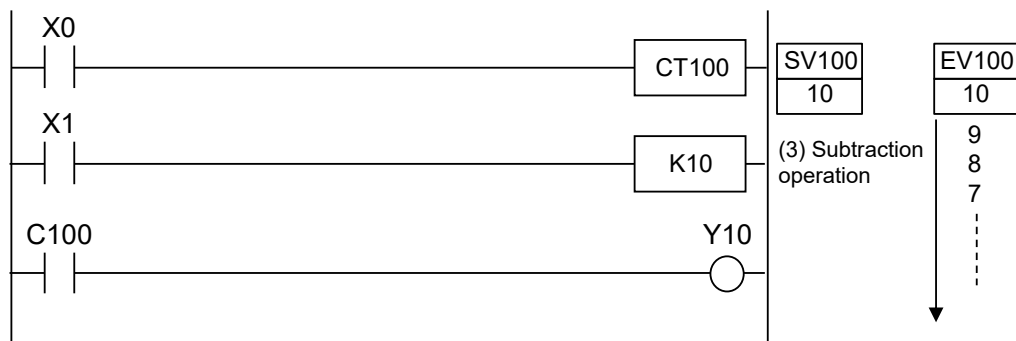 X0
CT100
SV100
10
EV100
10
X1
K10
(3) Subtraction
operation
9
8
7
C100
Y10